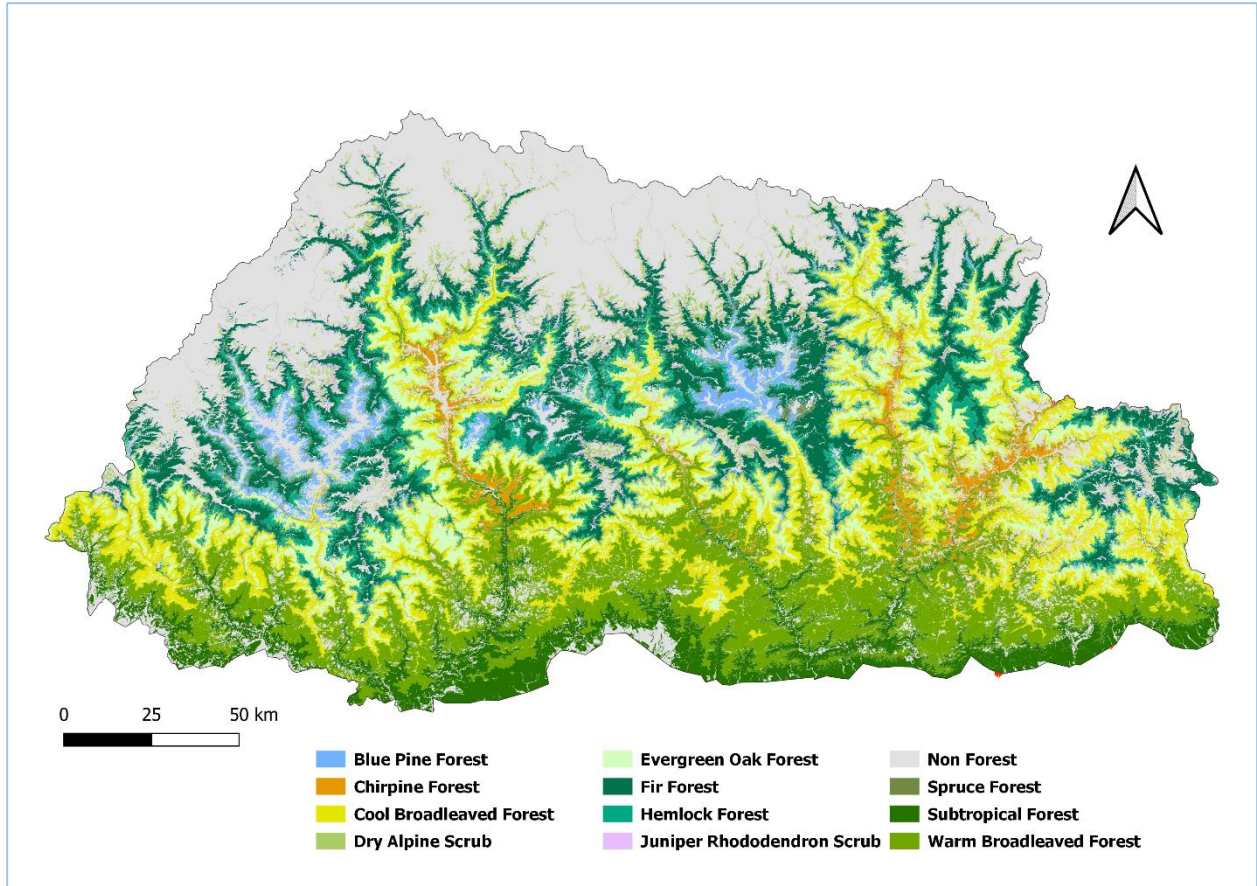 0 25 50 km
Blue Pine Forest
Chirpine Forest
Cool Broadleaved Forest
Dry Alpine Scrub
Evergreen Oak Forest
Fir Forest
Hemlock Forest
Juniper Rhododendron Scrub
Non Forest
Spruce Forest
Subtropical Forest
Warm Broadleaved Forest